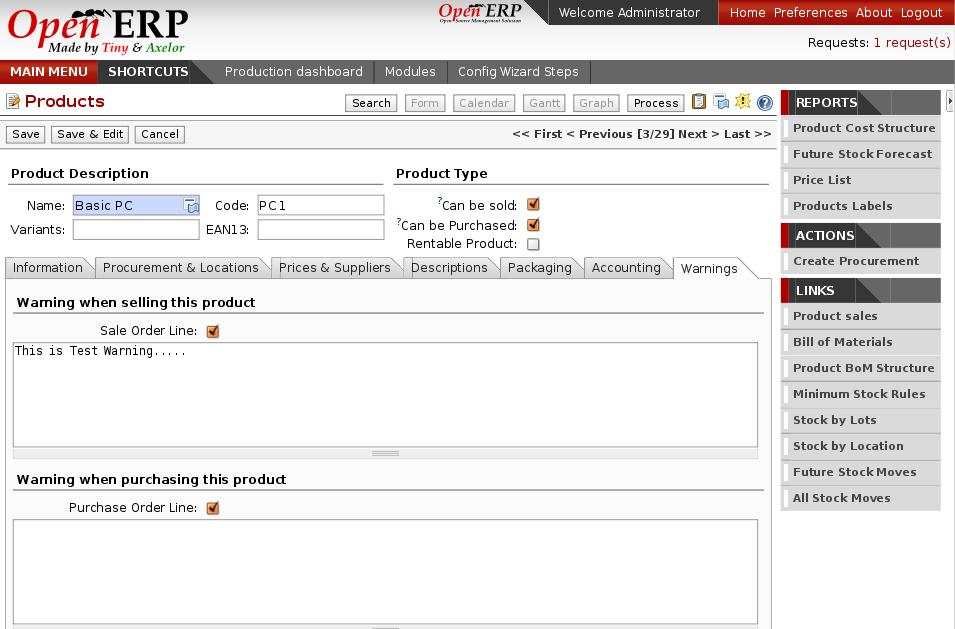 Open ERP
Made by Tiny & Axelor
Open ERP
Open Source Management Solution
Welcome Administrator
Home Preferences About Logout
Requests: 1 request(s)
MAIN MENU SHORTCUTS Production dashboard Modules Config Wizard Steps
Products
Search Form Calendar Gantt Graph Process
Save Save & Edit Cancel
<< First < Previous [3/29] Next > Last >>
Product Description
Name: Basic PC Code: PC1
Variants: EAN13:
Product Type
?Can be sold:
?Can be Purchased:
Rentable Product:
Information Procurement & Locations Prices & Suppliers Descriptions Packaging Accounting Warnings
Warning when selling this product
Sale Order Line:
This is Test Warning.....
Warning when purchasing this product
Purchase Order Line:
REPORTS
Product Cost Structure
Future Stock Forecast
Price List
Products Labels
ACTIONS
Create Procurement
LINKS
Product sales
Bill of Materials
Product BoM Structure
Minimum Stock Rules
Stock by Lots
Stock by Location
Future Stock Moves
All Stock Moves